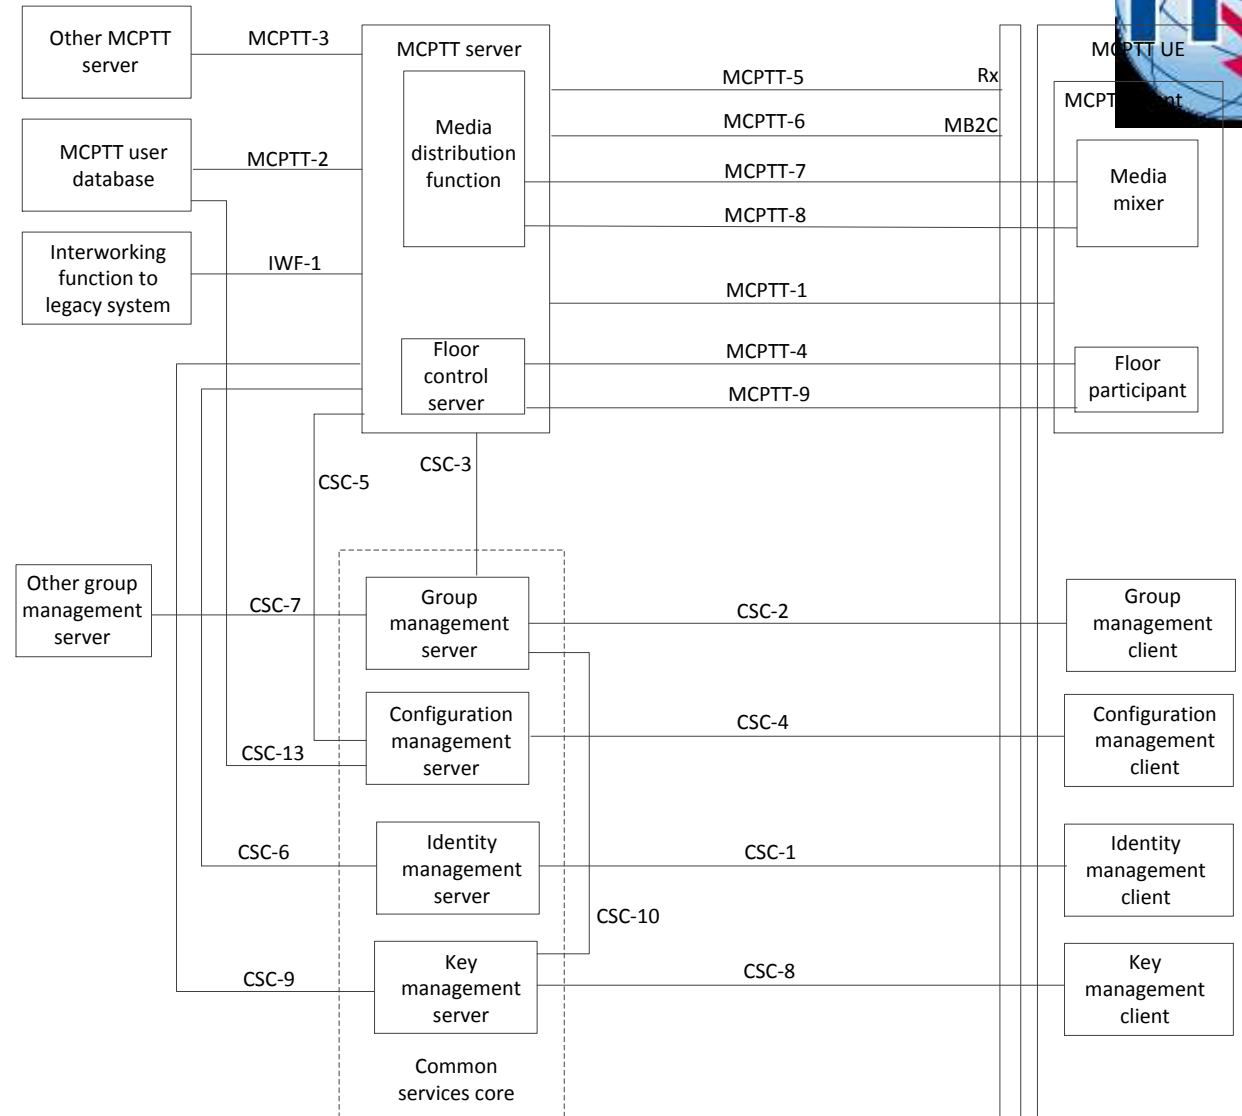 Other MCPTT
server
MCPTT-3
MCPTT server
MCPTT UE
MCPTT-5
Rx
MCPTT-6
MB2C
Media
distribution
function
MCPTT-7
MCPTT-8
Media
mixer
MCPTT user
database
MCPTT-2
Interworking
function to
legacy system
IWF-1
MCPTT-1
Floor
control
server
MCPTT-4
MCPTT-9
Floor
participant
CSC-3
CSC-5
Other group
management
server
CSC-7
Group
management
server
CSC-2
Group
management
client
Configuration
management
server
CSC-4
Configuration
management
client
CSC-13
Identity
management
server
CSC-6
CSC-1
Identity
management
client
CSC-10
Key
management
server
CSC-9
CSC-8
Key
management
client
Common
services core